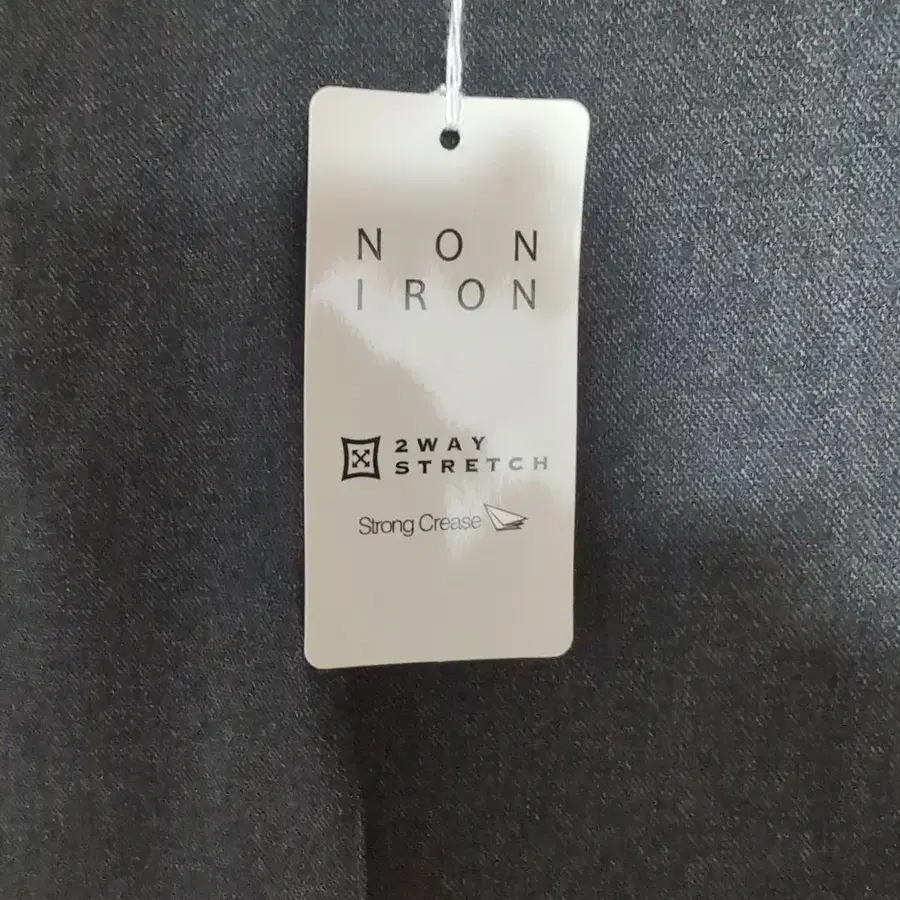 NON
IRON
2WAY
STRETCH
Strong Crease